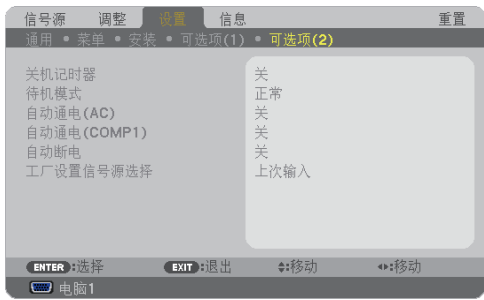 信号源 调整 设置 信息 重置
通用 • 菜单 • 安装 • 可选项(1) • 可选项(2)
关机记时器 关
待机模式 正常
自动通电(AC) 关
自动通电(COMP1) 关
自动断电 关
工厂设置信号源选择 上次输入
ENTER:选择 EXIT:退出 :移动 :移动
电脑1